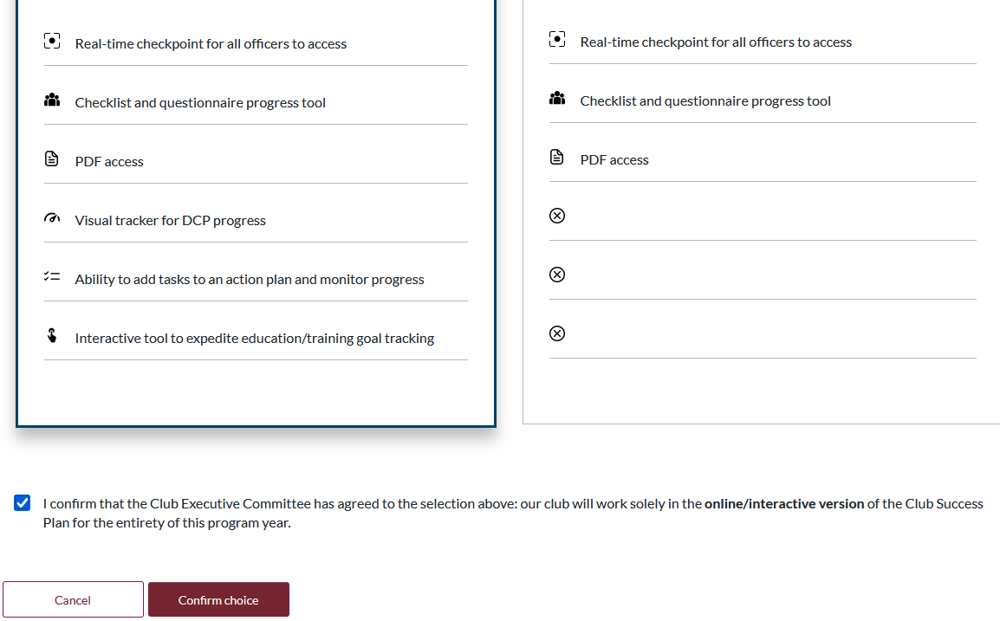 Real-time checkpoint for all officers to access
Checklist and questionnaire progress tool
PDF access
Visual tracker for DCP progress
Ability to add tasks to an action plan and monitor progress
Interactive tool to expedite education/training goal tracking
Real-time checkpoint for all officers to access
Checklist and questionnaire progress tool
PDF access
I confirm that the Club Executive Committee has agreed to the selection above: our club will work solely in the online/interactive version of the Club Success
Plan for the entirety of this program year.
Cancel
Confirm choice